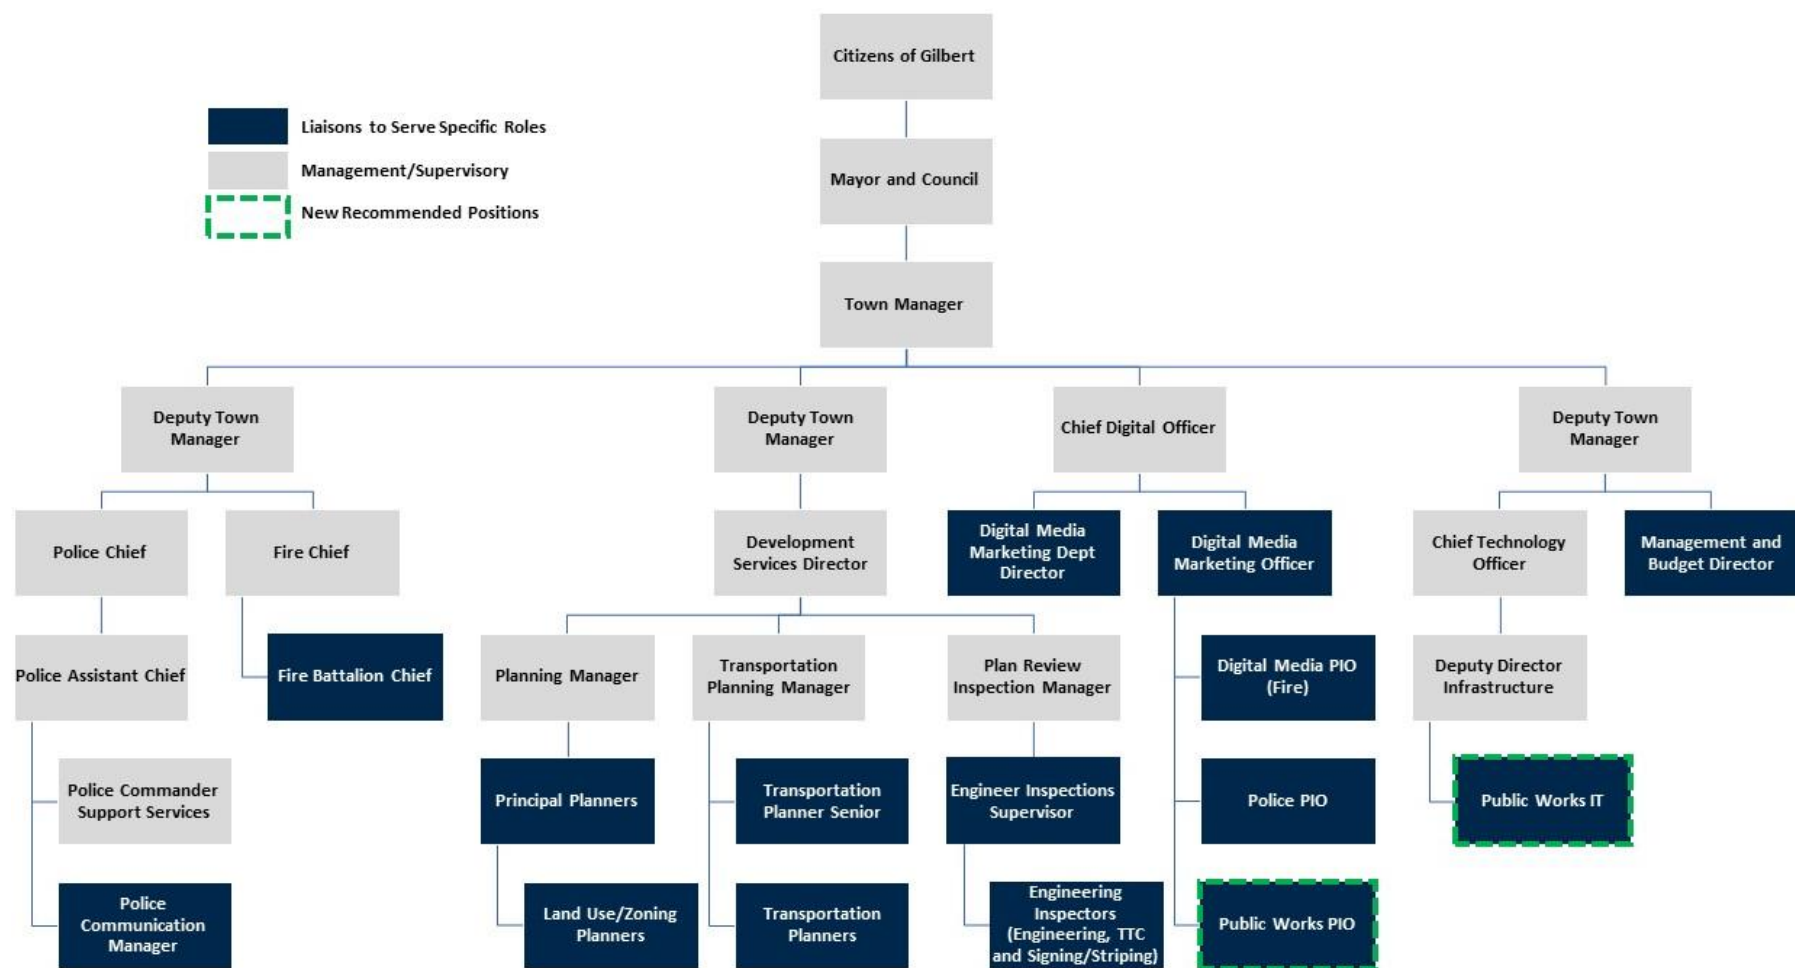 Citizens of Gilbert
Liaisons to Serve Specific Roles
Management/Supervisory
New Recommended Positions
Mayor and Council
Town Manager
Deputy Town
Manager
Deputy Town
Manager
Chief Digital Officer
Deputy Town
Manager
Police Chief
Fire Chief
Development
Services Director
Digital Media
Marketing Dept
Director
Digital Media
Marketing Officer
Chief Technology
Officer
Management and
Budget Director
Police Assistant Chief
Fire Battalion Chief
Planning Manager
Transportation
Planning Manager
Plan Review
Inspection Manager
Digital Media PIO
(Fire)
Deputy Director
Infrastructure
Police Commander
Support Services
Principal Planners
Transportation
Planner Senior
Engineer Inspections
Supervisor
Police PIO
Public Works IT
Police
Communication
Manager
Land Use/Zoning
Planners
Transportation
Planners
Engineering
Inspectors
(Engineering, TTC
and Signing/Striping)
Public Works PIO